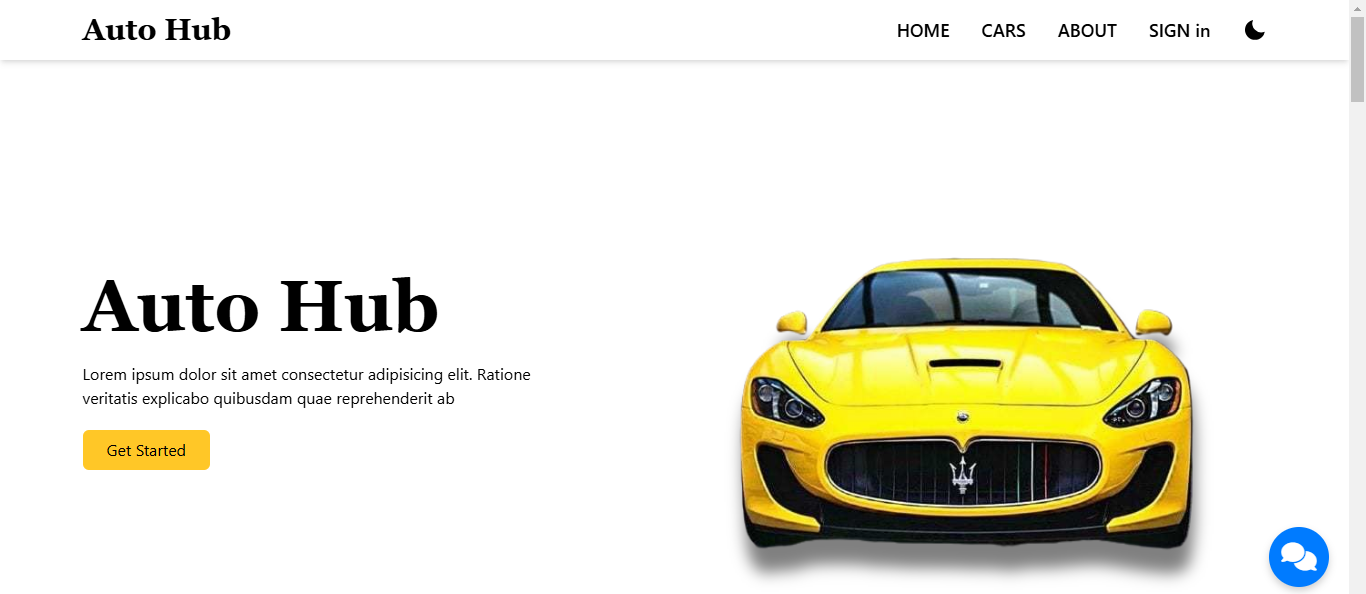 Auto Hub
HOME CARS ABOUT SIGN in
Auto Hub
Lorem ipsum dolor sit amet consectetur adipisicing elit. Ratione
veritatis explicabo quibusdam quae reprehenderit ab
Get Started